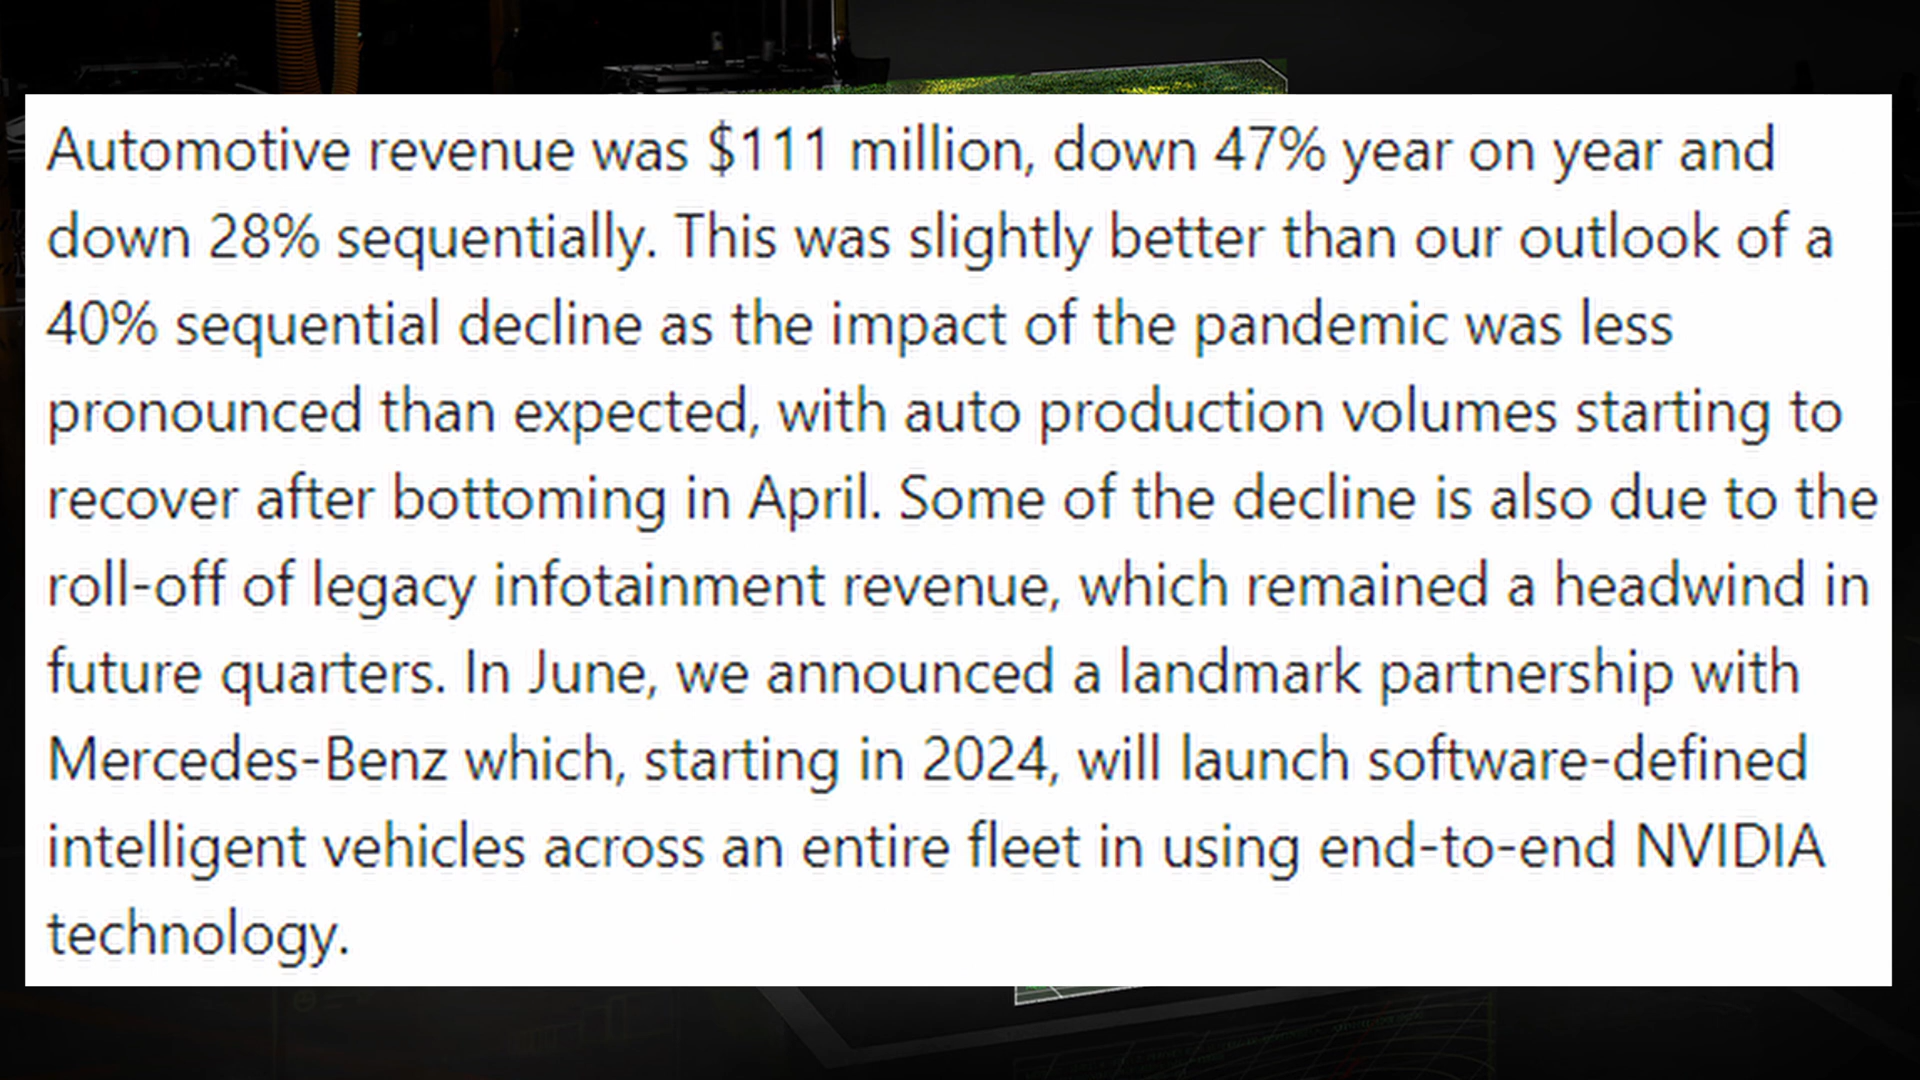 Automotive revenue was $111 million, down 47% year on year and
down 28% sequentially. This was slightly better than our outlook of a
40% sequential decline as the impact of the pandemic was less
pronounced than expected, with auto production volumes starting to
recover after bottoming in April. Some of the decline is also due to the
roll-off of legacy infotainment revenue, which remained a headwind in
future quarters. In June, we announced a landmark partnership with
Mercedes-Benz which, starting in 2024, will launch software-defined
intelligent vehicles across an entire fleet in using end-to-end NVIDIA
technology.